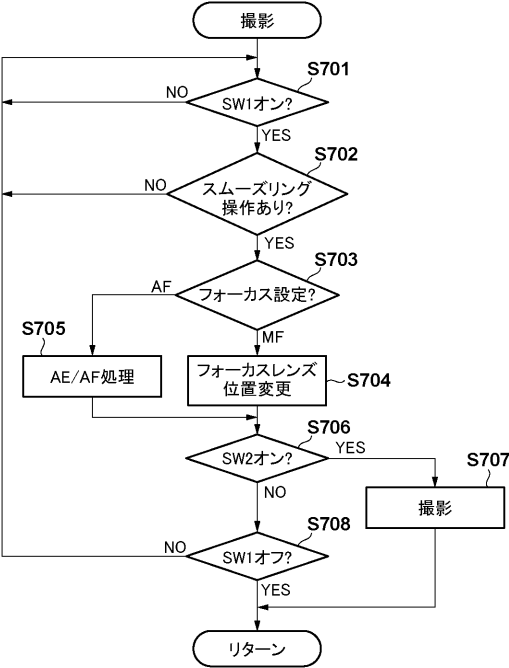 撮影
S701
SW1オン?
NO
YES
S702
スムーズリング
操作あり?
NO
YES
S703
フォーカス設定?
AF
MF
S705
AE/AF処理
フォーカスレンズ
位置変更
S704
S706
SW2オン?
YES
NO
S707
撮影
S708
SW1オフ?
NO
YES
リターン